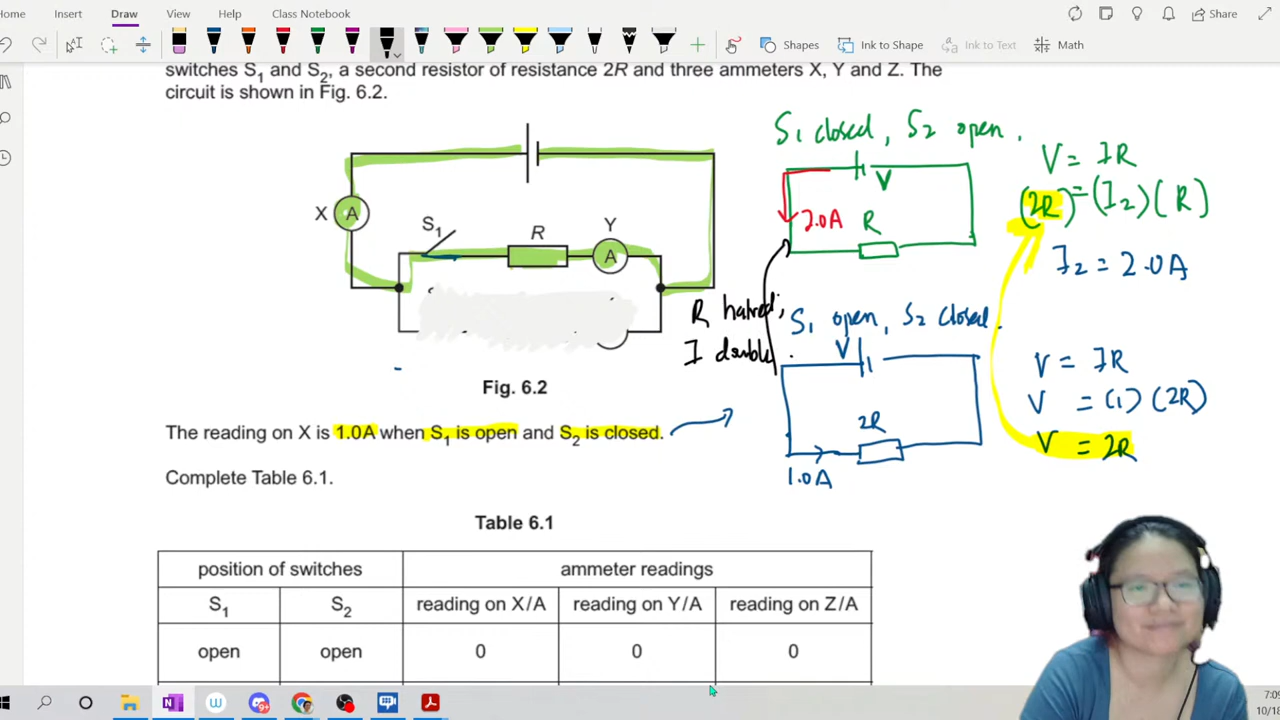 Home Insert Draw View Help Class Notebook
Share
Shapes Ink to Shape Ink to Text Math
switches S1 and S2, a second resistor of resistance 2R and three ammeters X, Y and Z. The
circuit is shown in Fig. 6.2.
X A
S1
R
Y
A
Fig. 6.2
The reading on X is 1.0A when S1 is open and S2 is closed.
Complete Table 6.1.
Table 6.1
position of switches ammeter readings
S1 S2 reading on X/A reading on Y/A reading on Z/A
open open 0 0 0
S1 closed, S2 open.
V
2.0A R
V = IR
(2R) = (I2)(R)
I2 = 2.0A
R halved;
I double.
S1 open, S2 closed.
V
2R
1.0A
V = IR
V = (1)(2R)
V = 2R
7:09
10/18